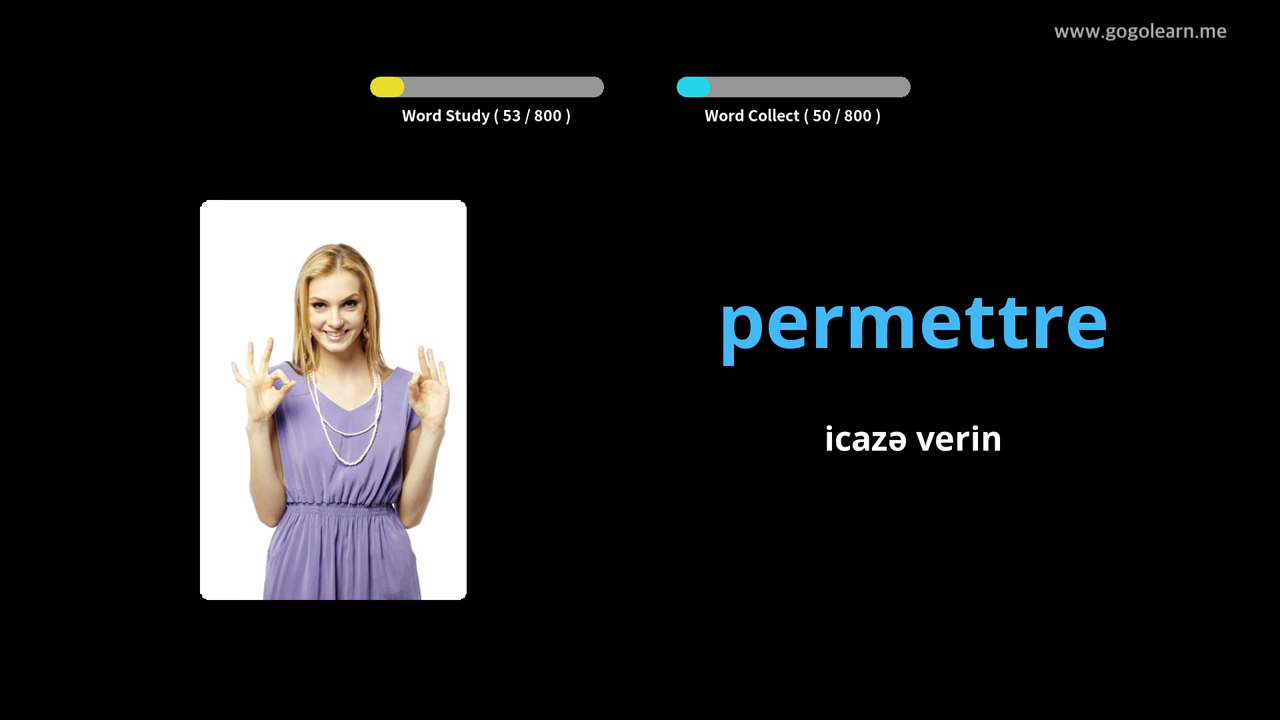 www.gogolearn.me
Word Study ( 53 / 800 )
Word Collect ( 50 / 800 )
permettre
icazə verin